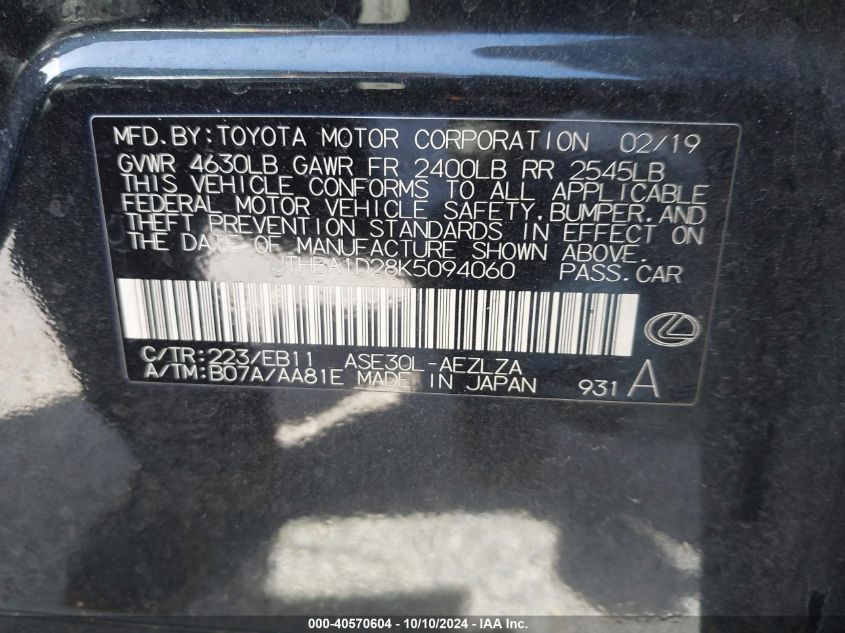 MFD.BY:TOYOTA MOTOR CORPORATION 02/19
GVWR 4630LB GAWR FR 2400LB RR 2545LB
THIS VEHICLE CONFORMS TO ALL APPLICABLE
FEDERAL MOTOR VEHICLE SAFETY,BUMPER,AND
THEFT PREVENTION STANDARDS IN EFFECT ON
THE DATE OF MANUFACTURE SHOWN ABOVE.
JTHBA1D28K5094060 PASS.CAR
C/TR:223/EB11 ASE30L-AEZLZA
A/TM:B07A/AA81E MADE IN JAPAN 931 A
000-40570604 - 10/10/2024 - IAA Inc.